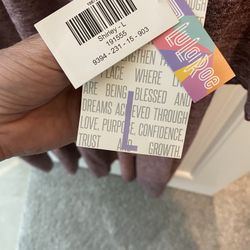 Shirley - L
191555
9394 - 231 - 15 - 903
LuLaRoe
PLACE WHERE
ARE BEING BLESSED AND
DREAMS ACHIEVED THROUGH
LOVE, PURPOSE, CONFIDENCE
TRUST GROWTH
L